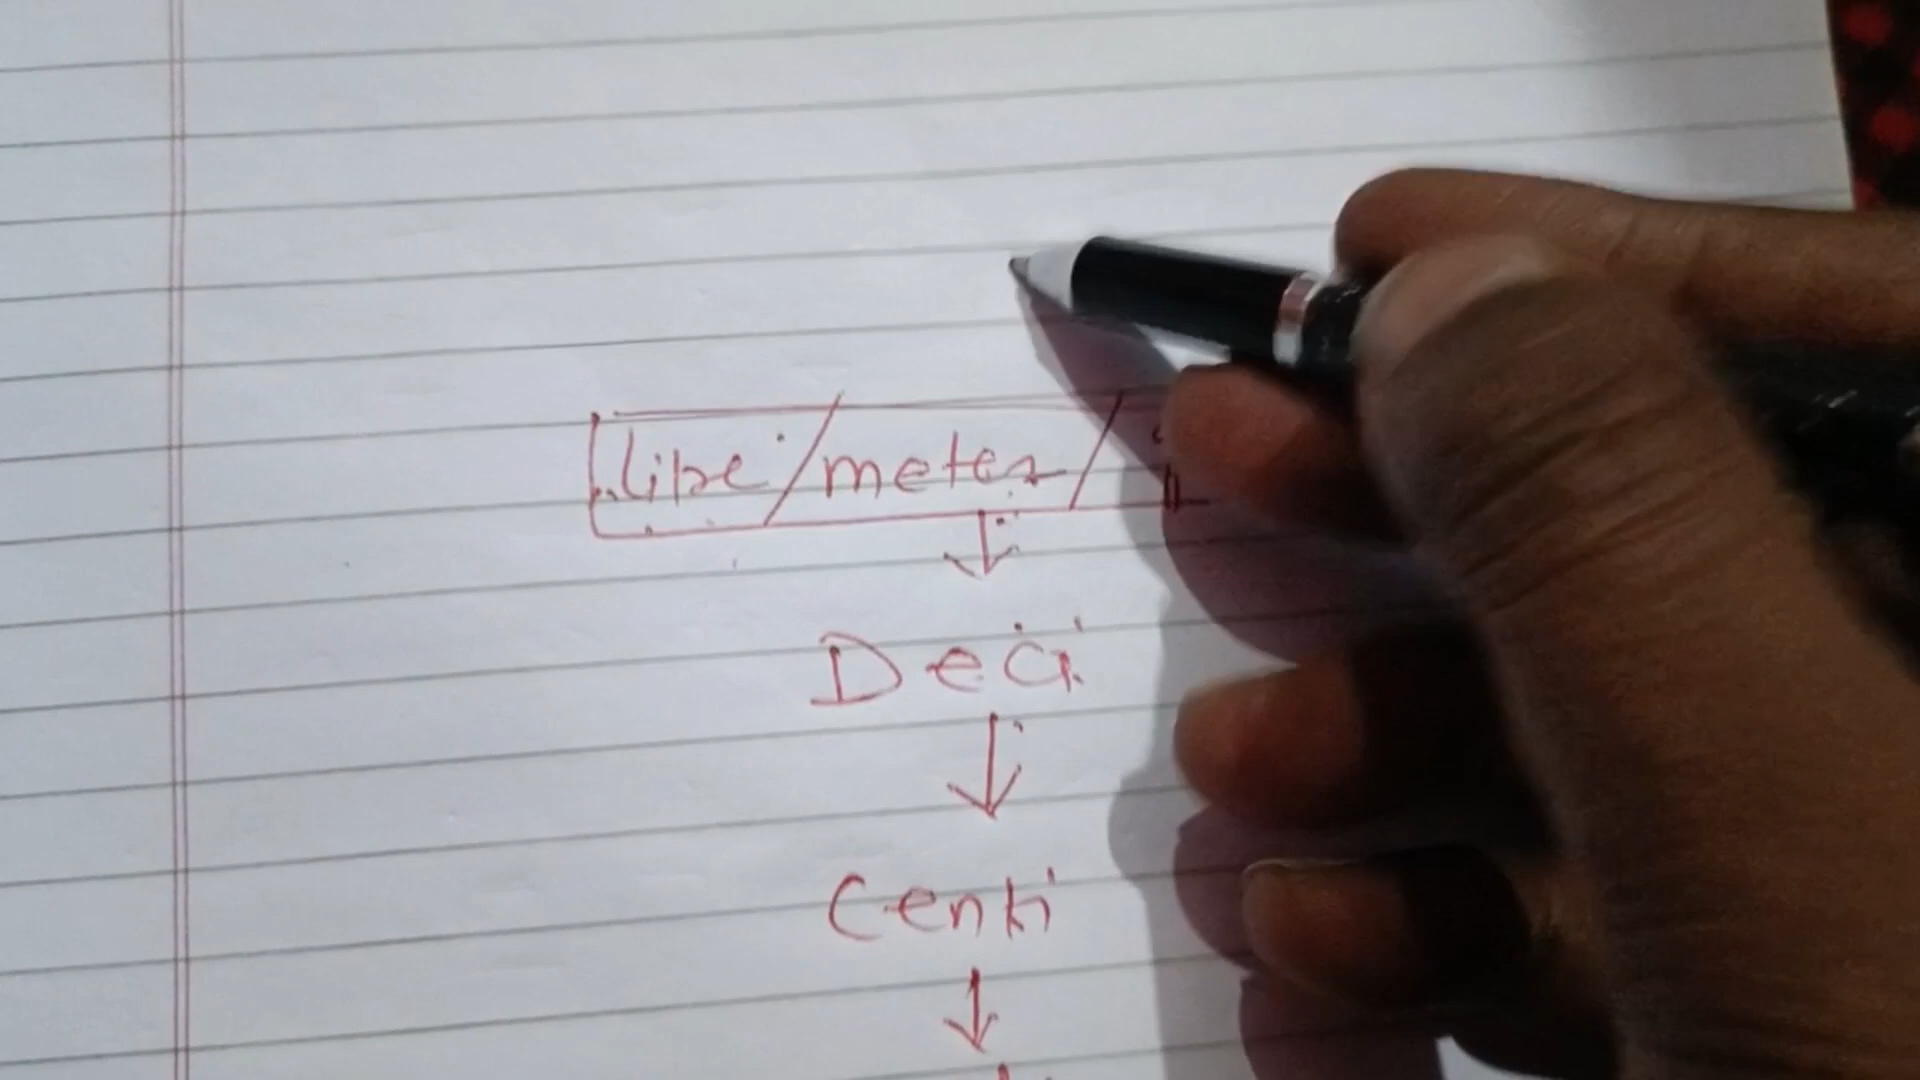 litre/meter/
↓
Deci
↓
Centi
↓